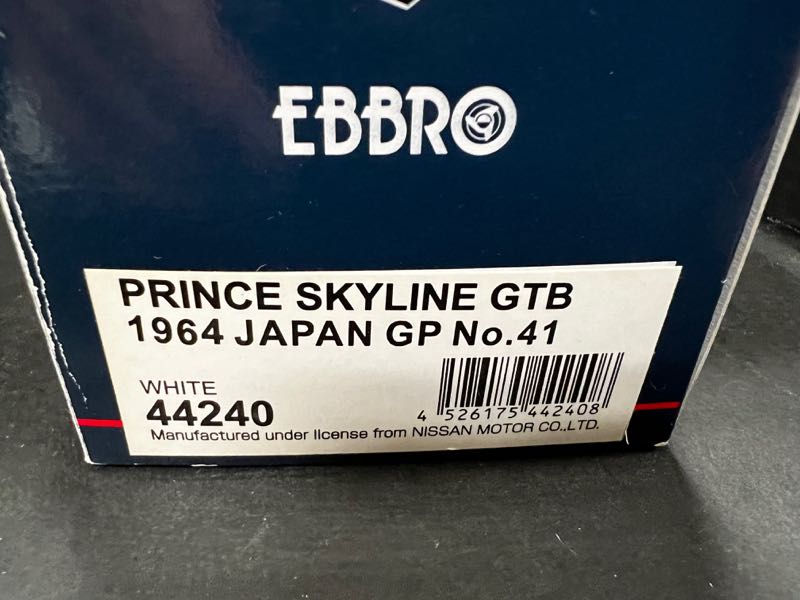 EBBRO
PRINCE SKYLINE GTB
1964 JAPAN GP No.41
WHITE
44240
4 526175 442408
Manufactured under license from NISSAN MOTOR CO.,LTD.